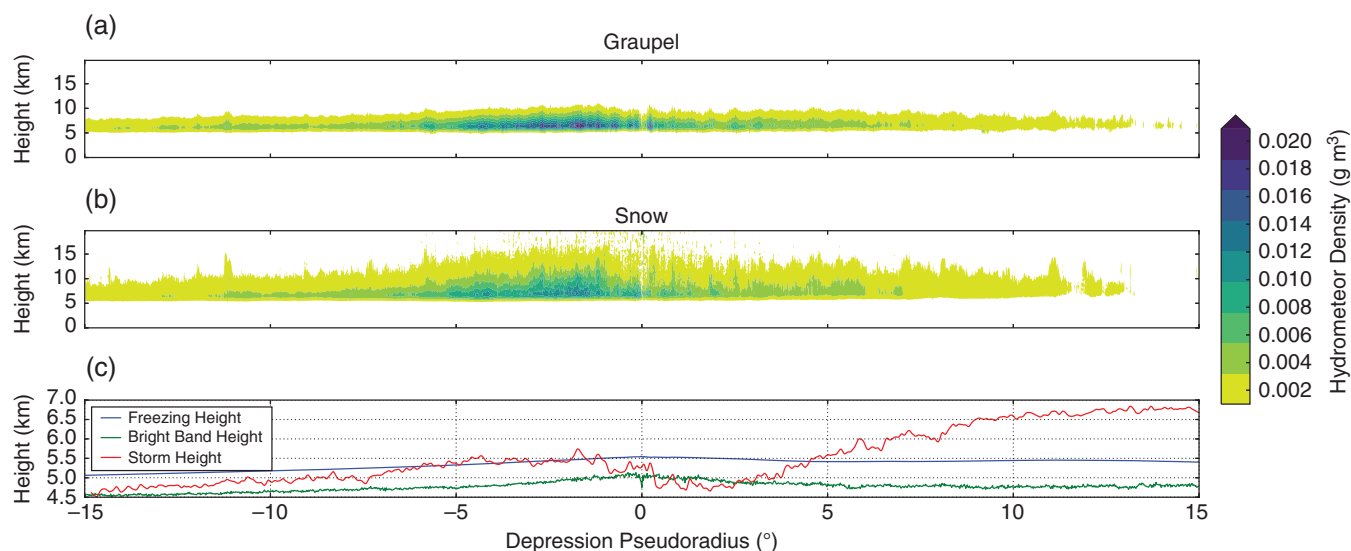 (a)
Graupel
Height (km)
15
10
5
0
(b)
Snow
Height (km)
15
10
5
0
0.020
0.018
0.016
0.014
0.012
0.010
0.008
0.006
0.004
0.002
Hydrometeor Density (g m³)
(c)
Height (km)
7.0
6.5
6.0
5.5
5.0
4.5
Freezing Height
Bright Band Height
Storm Height
−15 −10 −5 0 5 10 15
Depression Pseudoradius (°)